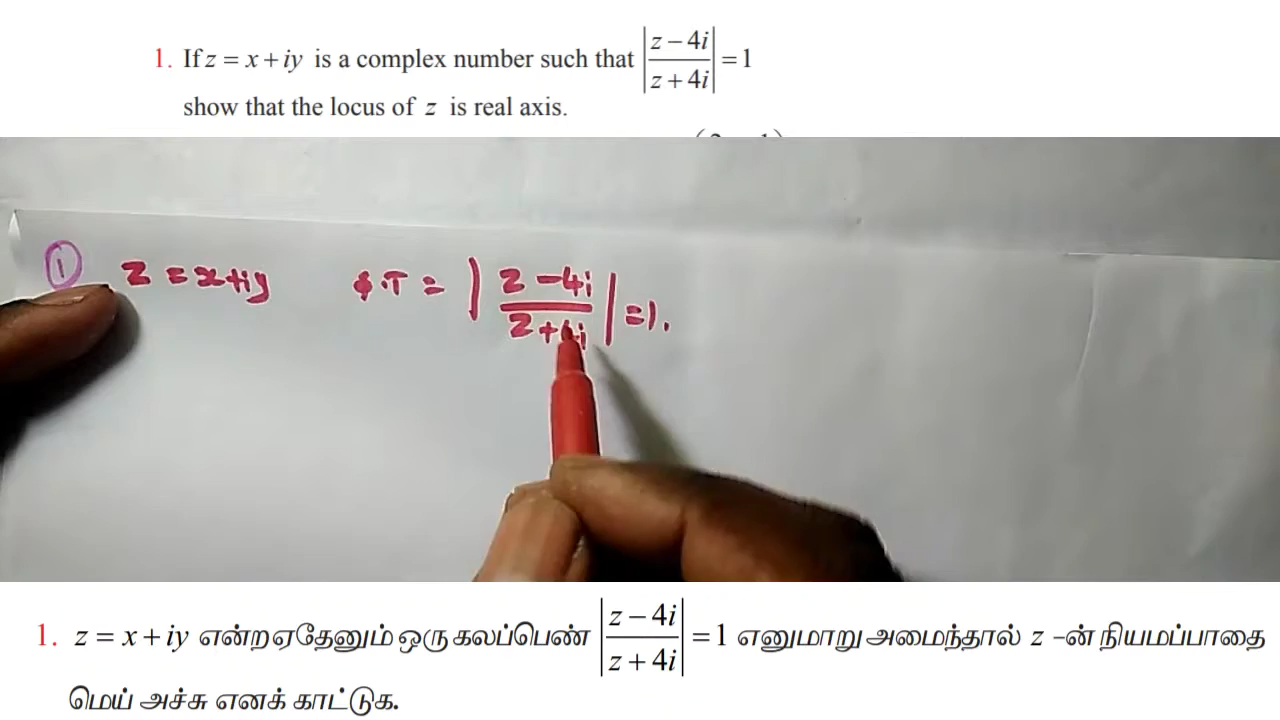 1. If z = x + iy is a complex number such that |z − 4i / z + 4i| = 1
show that the locus of z is real axis.
① z = x+iy ∮.T = |z − 4i / z + 4i| = 1.
1. z = x + iy என்றஏதேனும் ஒரு கலப்பெண் |z − 4i / z + 4i| = 1 எனுமாறு அமைந்தால் z –ன் நியமப்பாதை
மெய் அச்சு எனக் காட்டுக.